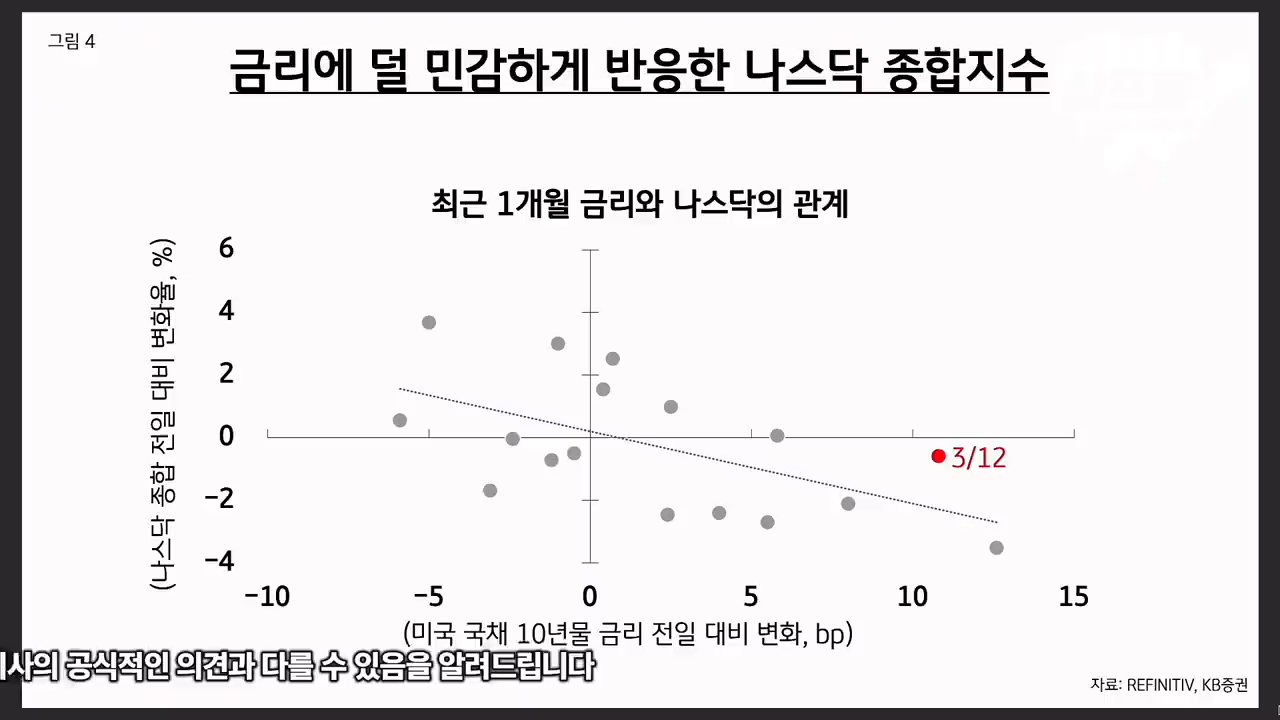 그림 4
금리에 덜 민감하게 반응한 나스닥 종합지수
최근 1개월 금리와 나스닥의 관계
(나스닥 종합 전일 대비 변화율, %)
6
4
2
0
−2
−4
3/12
−10 −5 0 5 10 15
(미국 국채 10년물 금리 전일 대비 변화, bp)
공식적인 의견과 다를 수 있음을 알려드립니다
자료: REFINITIV, KB증권